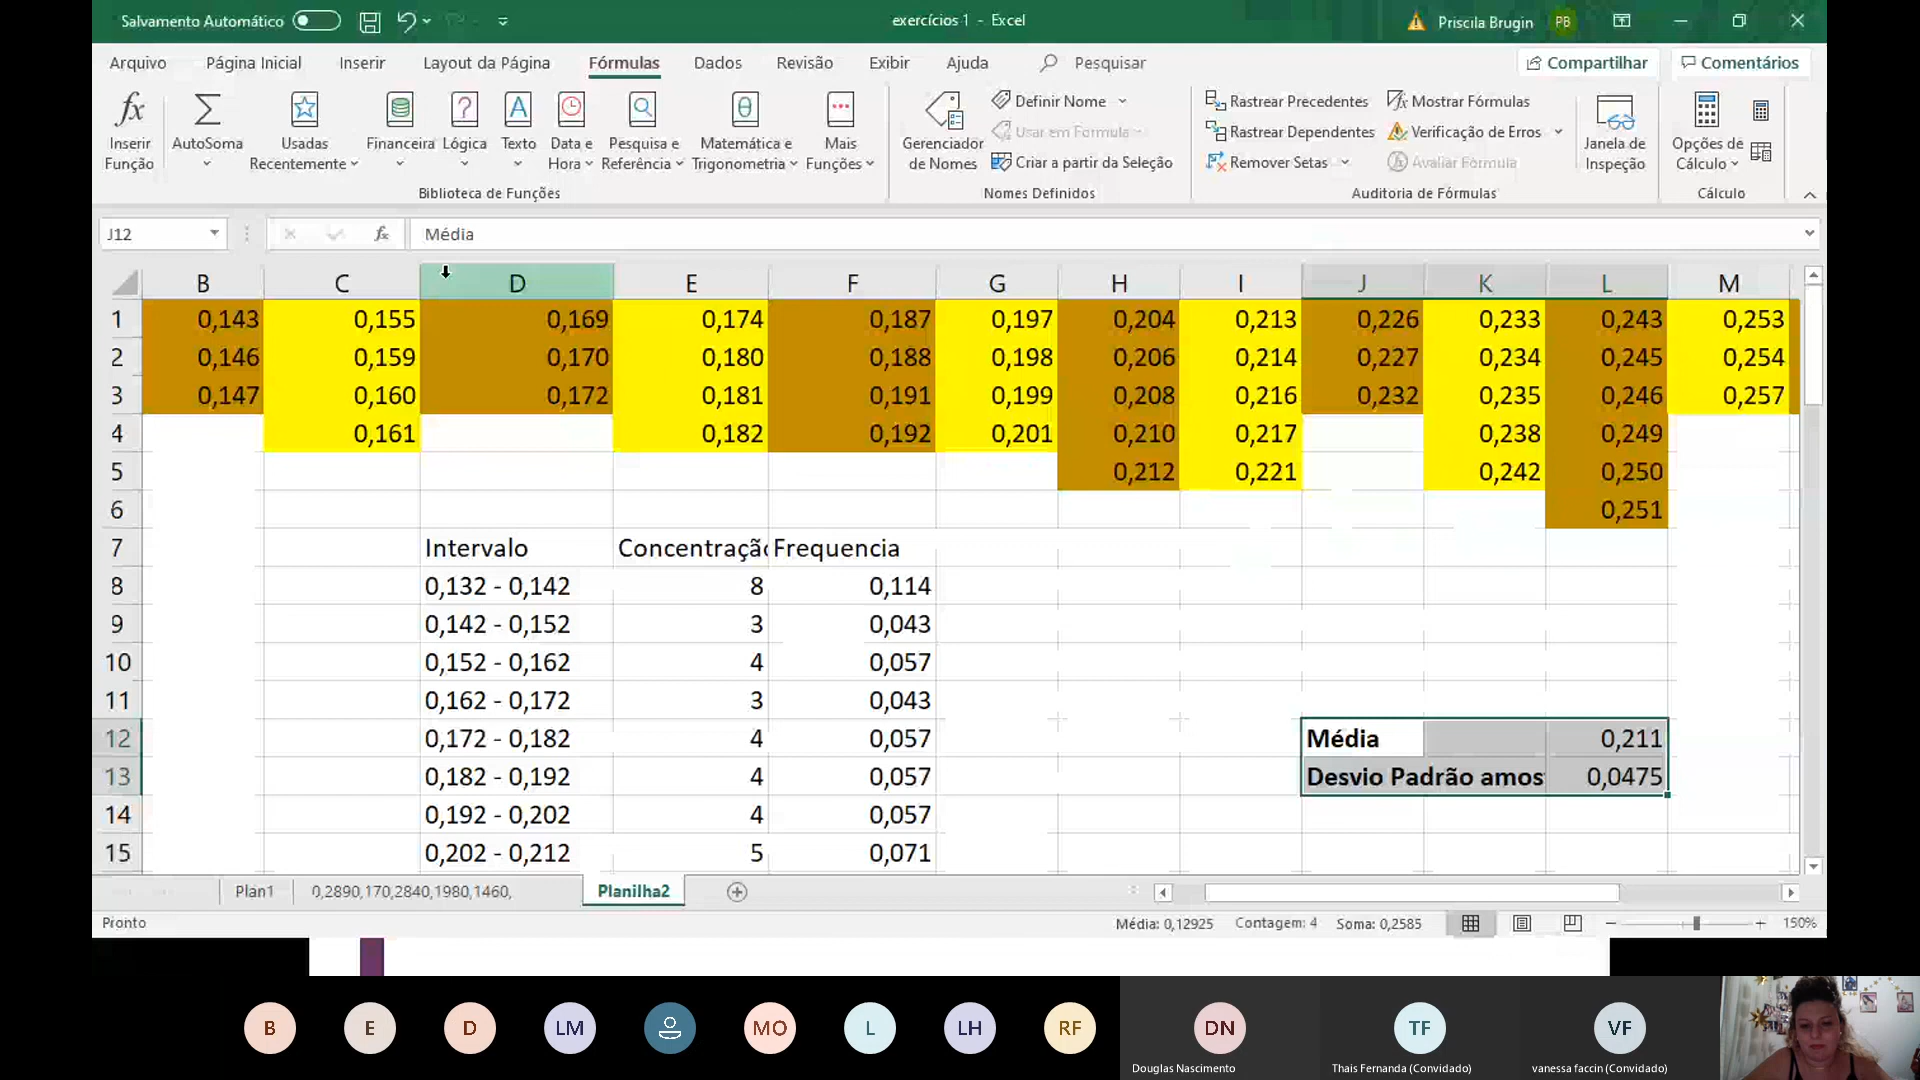 Salvamento Automático
exercícios 1 - Excel
Priscila Brugin PB
Arquivo Página Inicial Inserir Layout da Página Fórmulas Dados Revisão Exibir Ajuda Pesquisar Compartilhar Comentários
Inserir Função
AutoSoma
Usadas Recentemente
Financeira
Lógica
Texto
Data e Hora
Pesquisa e Referência
Matemática e Trigonometria
Mais Funções
Biblioteca de Funções
Gerenciador de Nomes
Definir Nome
Usar em Fórmula
Criar a partir da Seleção
Nomes Definidos
Rastrear Precedentes
Rastrear Dependentes
Remover Setas
Mostrar Fórmulas
Verificação de Erros
Avaliar Fórmula
Auditoria de Fórmulas
Janela de Inspeção
Opções de Cálculo
Cálculo
J12 fx Média
B C D E F G H I J K L M
1 0,143 0,155 0,169 0,174 0,187 0,197 0,204 0,213 0,226 0,233 0,243 0,253
2 0,146 0,159 0,170 0,180 0,188 0,198 0,206 0,214 0,227 0,234 0,245 0,254
3 0,147 0,160 0,172 0,181 0,191 0,199 0,208 0,216 0,232 0,235 0,246 0,257
4 0,161 0,182 0,192 0,201 0,210 0,217 0,238 0,249
5 0,212 0,221 0,242 0,250
6 0,251
7 Intervalo Concentração Frequencia
8 0,132 - 0,142 8 0,114
9 0,142 - 0,152 3 0,043
10 0,152 - 0,162 4 0,057
11 0,162 - 0,172 3 0,043
12 0,172 - 0,182 4 0,057 Média 0,211
13 0,182 - 0,192 4 0,057 Desvio Padrão amos 0,0475
14 0,192 - 0,202 4 0,057
15 0,202 - 0,212 5 0,071
Plan1 0,2890,170,2840,1980,1460, Planilha2
Pronto Média: 0,12925 Contagem: 4 Soma: 0,2585 150%
B E D LM MO L LH RF DN TF VF
Douglas Nascimento Thais Fernanda (Convidado) vanessa faccin (Convidado)